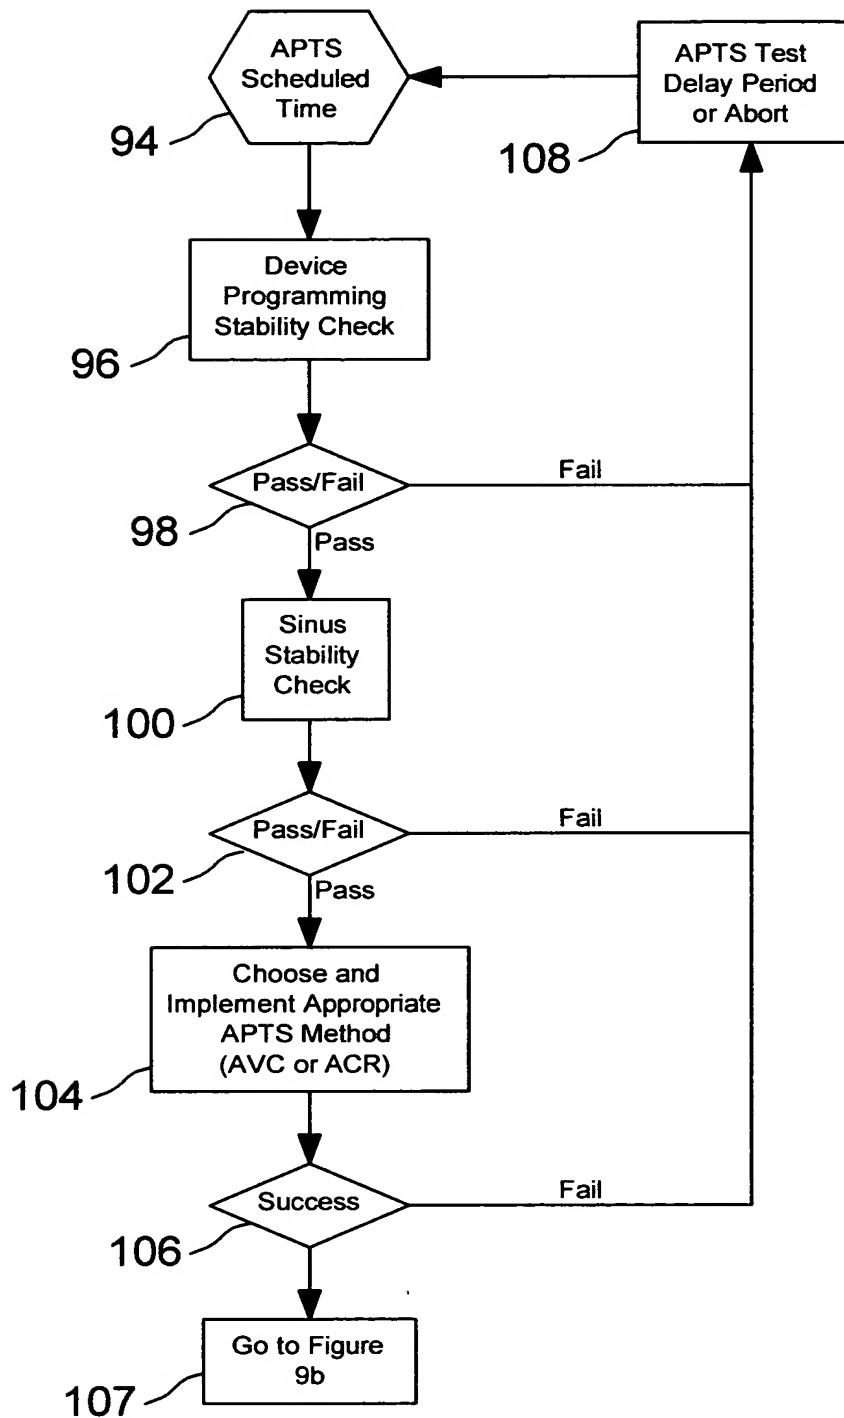 APTS
Scheduled
Time
94
APTS Test
Delay Period
or Abort
108
Device
Programming
Stability Check
96
Pass/Fail
Fail
98
Pass
Sinus
Stability
Check
100
Pass/Fail
Fail
102
Pass
Choose and
Implement Appropriate
APTS Method
(AVC or ACR)
104
Success
Fail
106
Go to Figure
9b
107